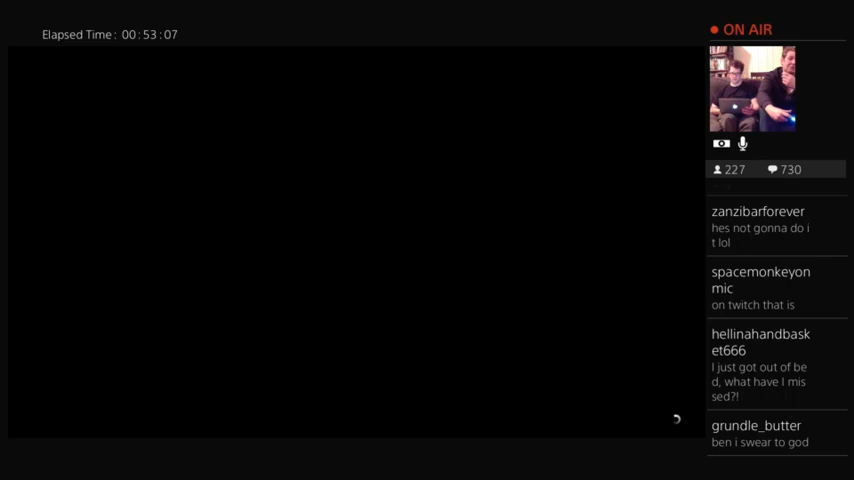 Elapsed Time: 00:53:07
ON AIR
227 730
zanzibarforever
hes not gonna do i
t lol
spacemonkeyon
mic
on twitch that is
hellinahandbask
et666
I just got out of be
d, what have I mis
sed?!
grundle_butter
ben i swear to god